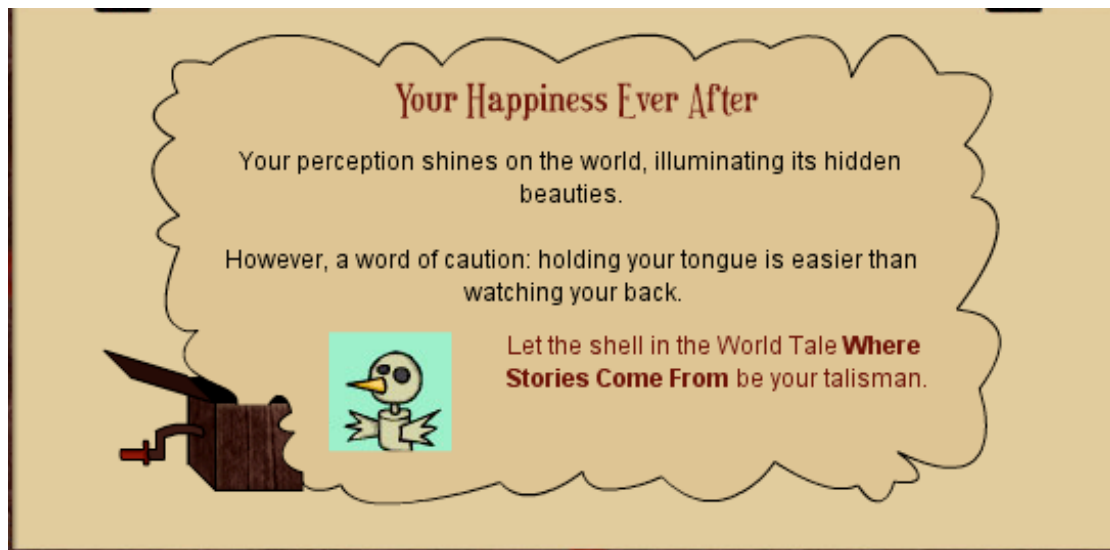 Your Happiness Ever After
Your perception shines on the world, illuminating its hidden
beauties.
However, a word of caution: holding your tongue is easier than
watching your back.
Let the shell in the World Tale Where
Stories Come From be your talisman.